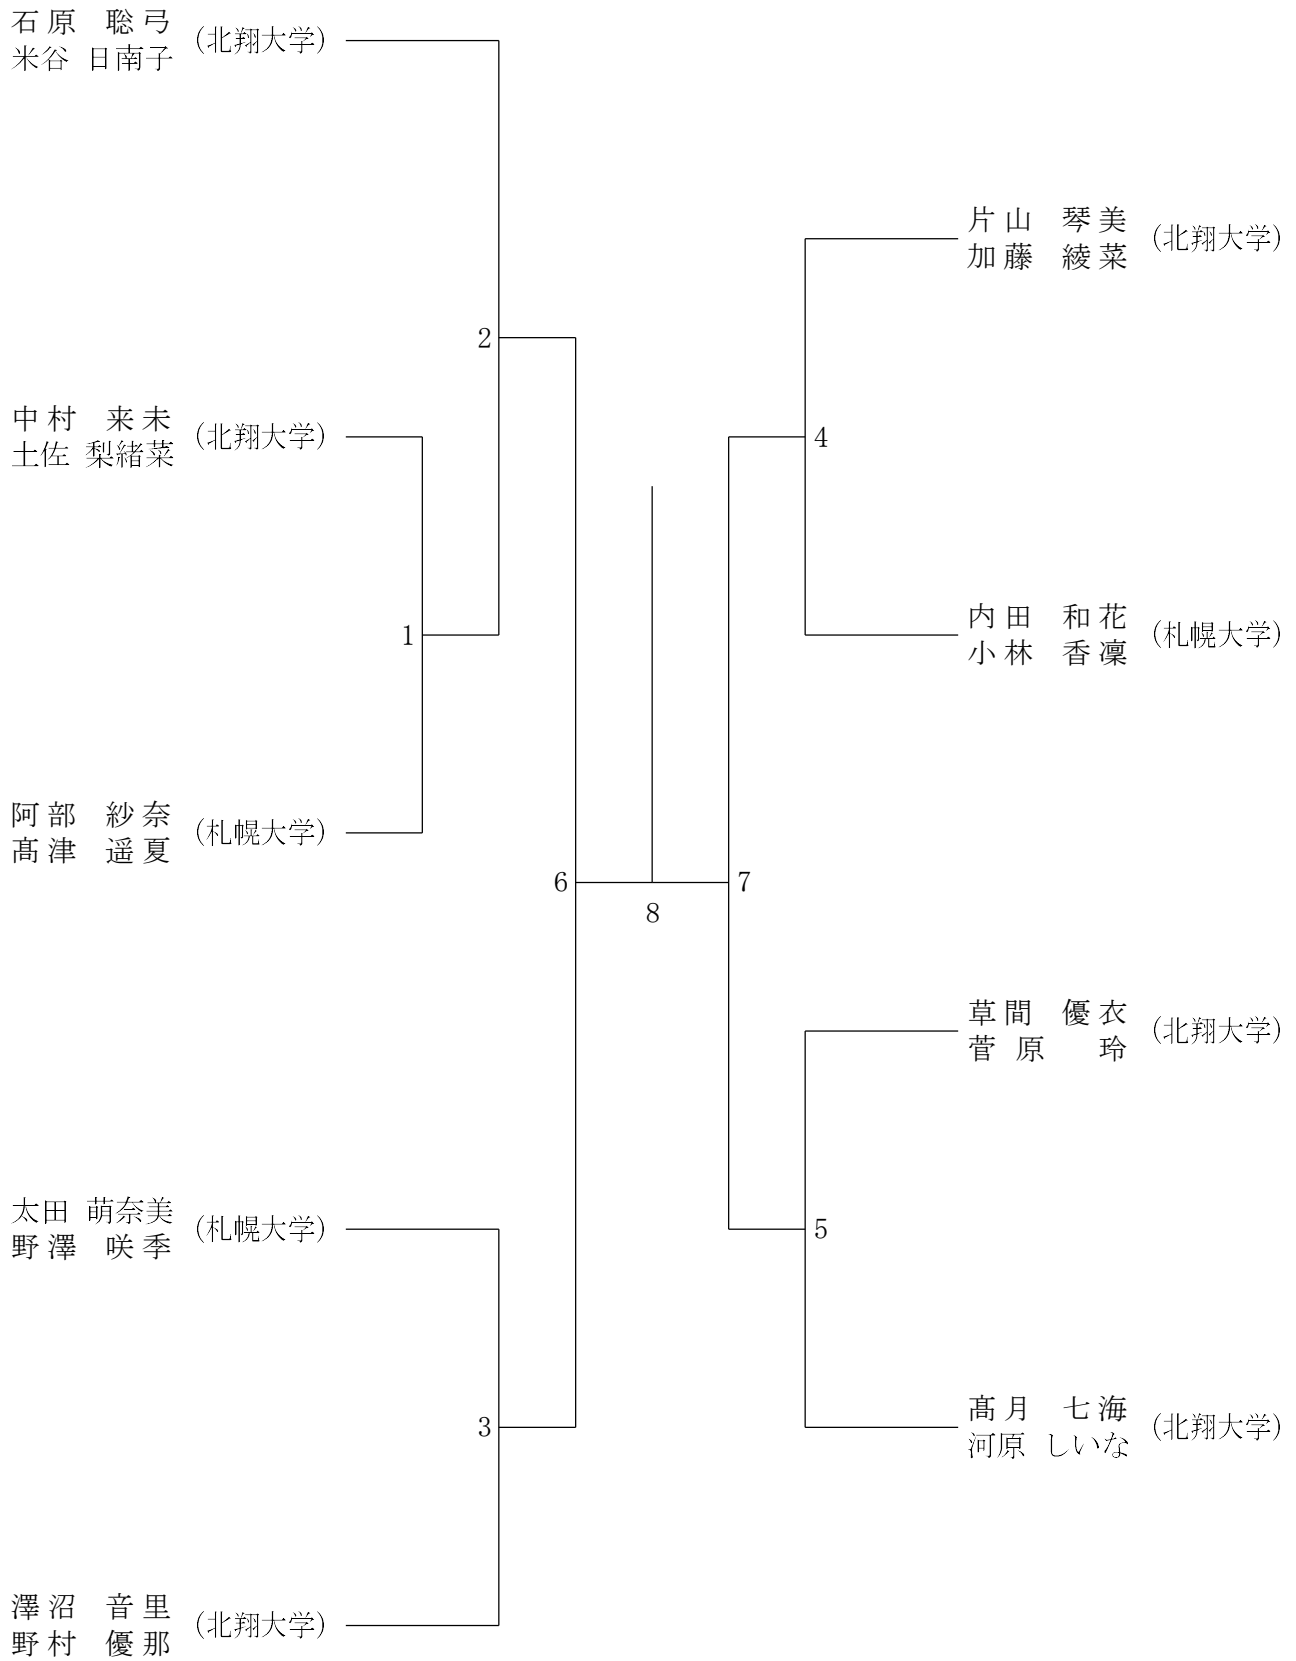 石原 聡弓
米谷 日南子
(北翔大学)
2
中村 来未
土佐 梨緒菜
(北翔大学)
1
阿部 紗奈
髙津 遥夏
(札幌大学)
6
8
太田 萌奈美
野澤 咲季
(札幌大学)
3
澤沼 音里
野村 優那
(北翔大学)
片山 琴美
加藤 綾菜
(北翔大学)
4
内田 和花
小林 香凜
(札幌大学)
7
草間 優衣
菅原 玲
(北翔大学)
5
髙月 七海
河原 しいな
(北翔大学)